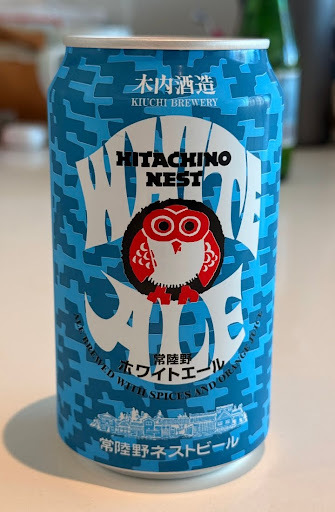 木内酒造
KIUCHI BREWERY
WHITE
HITACHINO
NEST
ALE
常陸野
ホワイトエール
ALE BREWED WITH SPICES AND ORANGE JUICE
常陸野ネストビール